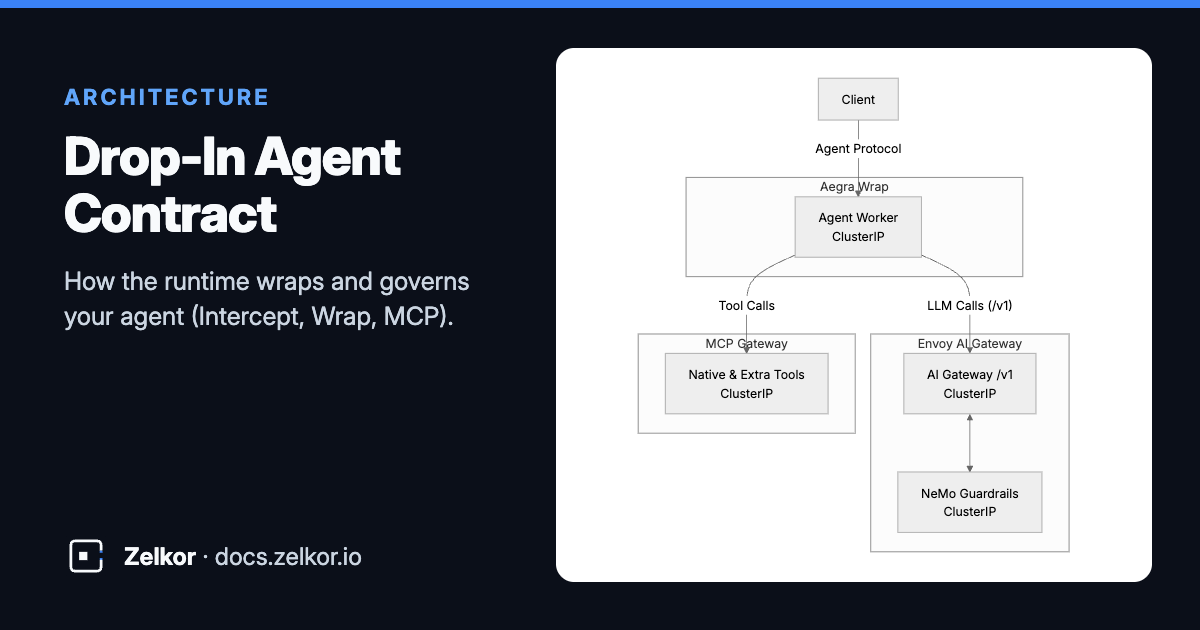 ARCHITECTURE
Drop-In Agent
Contract
How the runtime wraps and governs
your agent (Intercept, Wrap, MCP).
Zelkor · docs.zelkor.io
Client
Agent Protocol
Aegra Wrap
Agent Worker
ClusterIP
Tool Calls
LLM Calls (/v1)
MCP Gateway
Native & Extra Tools
ClusterIP
Envoy AI Gateway
AI Gateway /v1
ClusterIP
NeMo Guardrails
ClusterIP